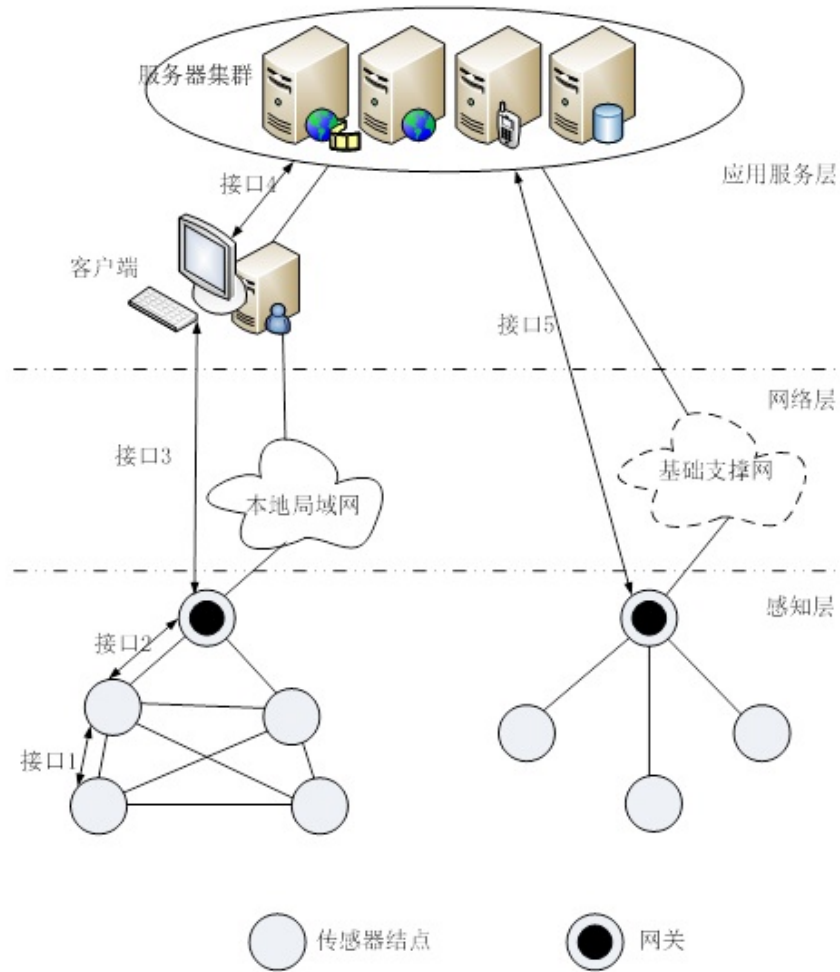 服务器集群
接口4
应用服务层
客户端
接口5
网络层
接口3
基础支撑网
本地局域网
感知层
接口2
接口1
传感器结点
网关